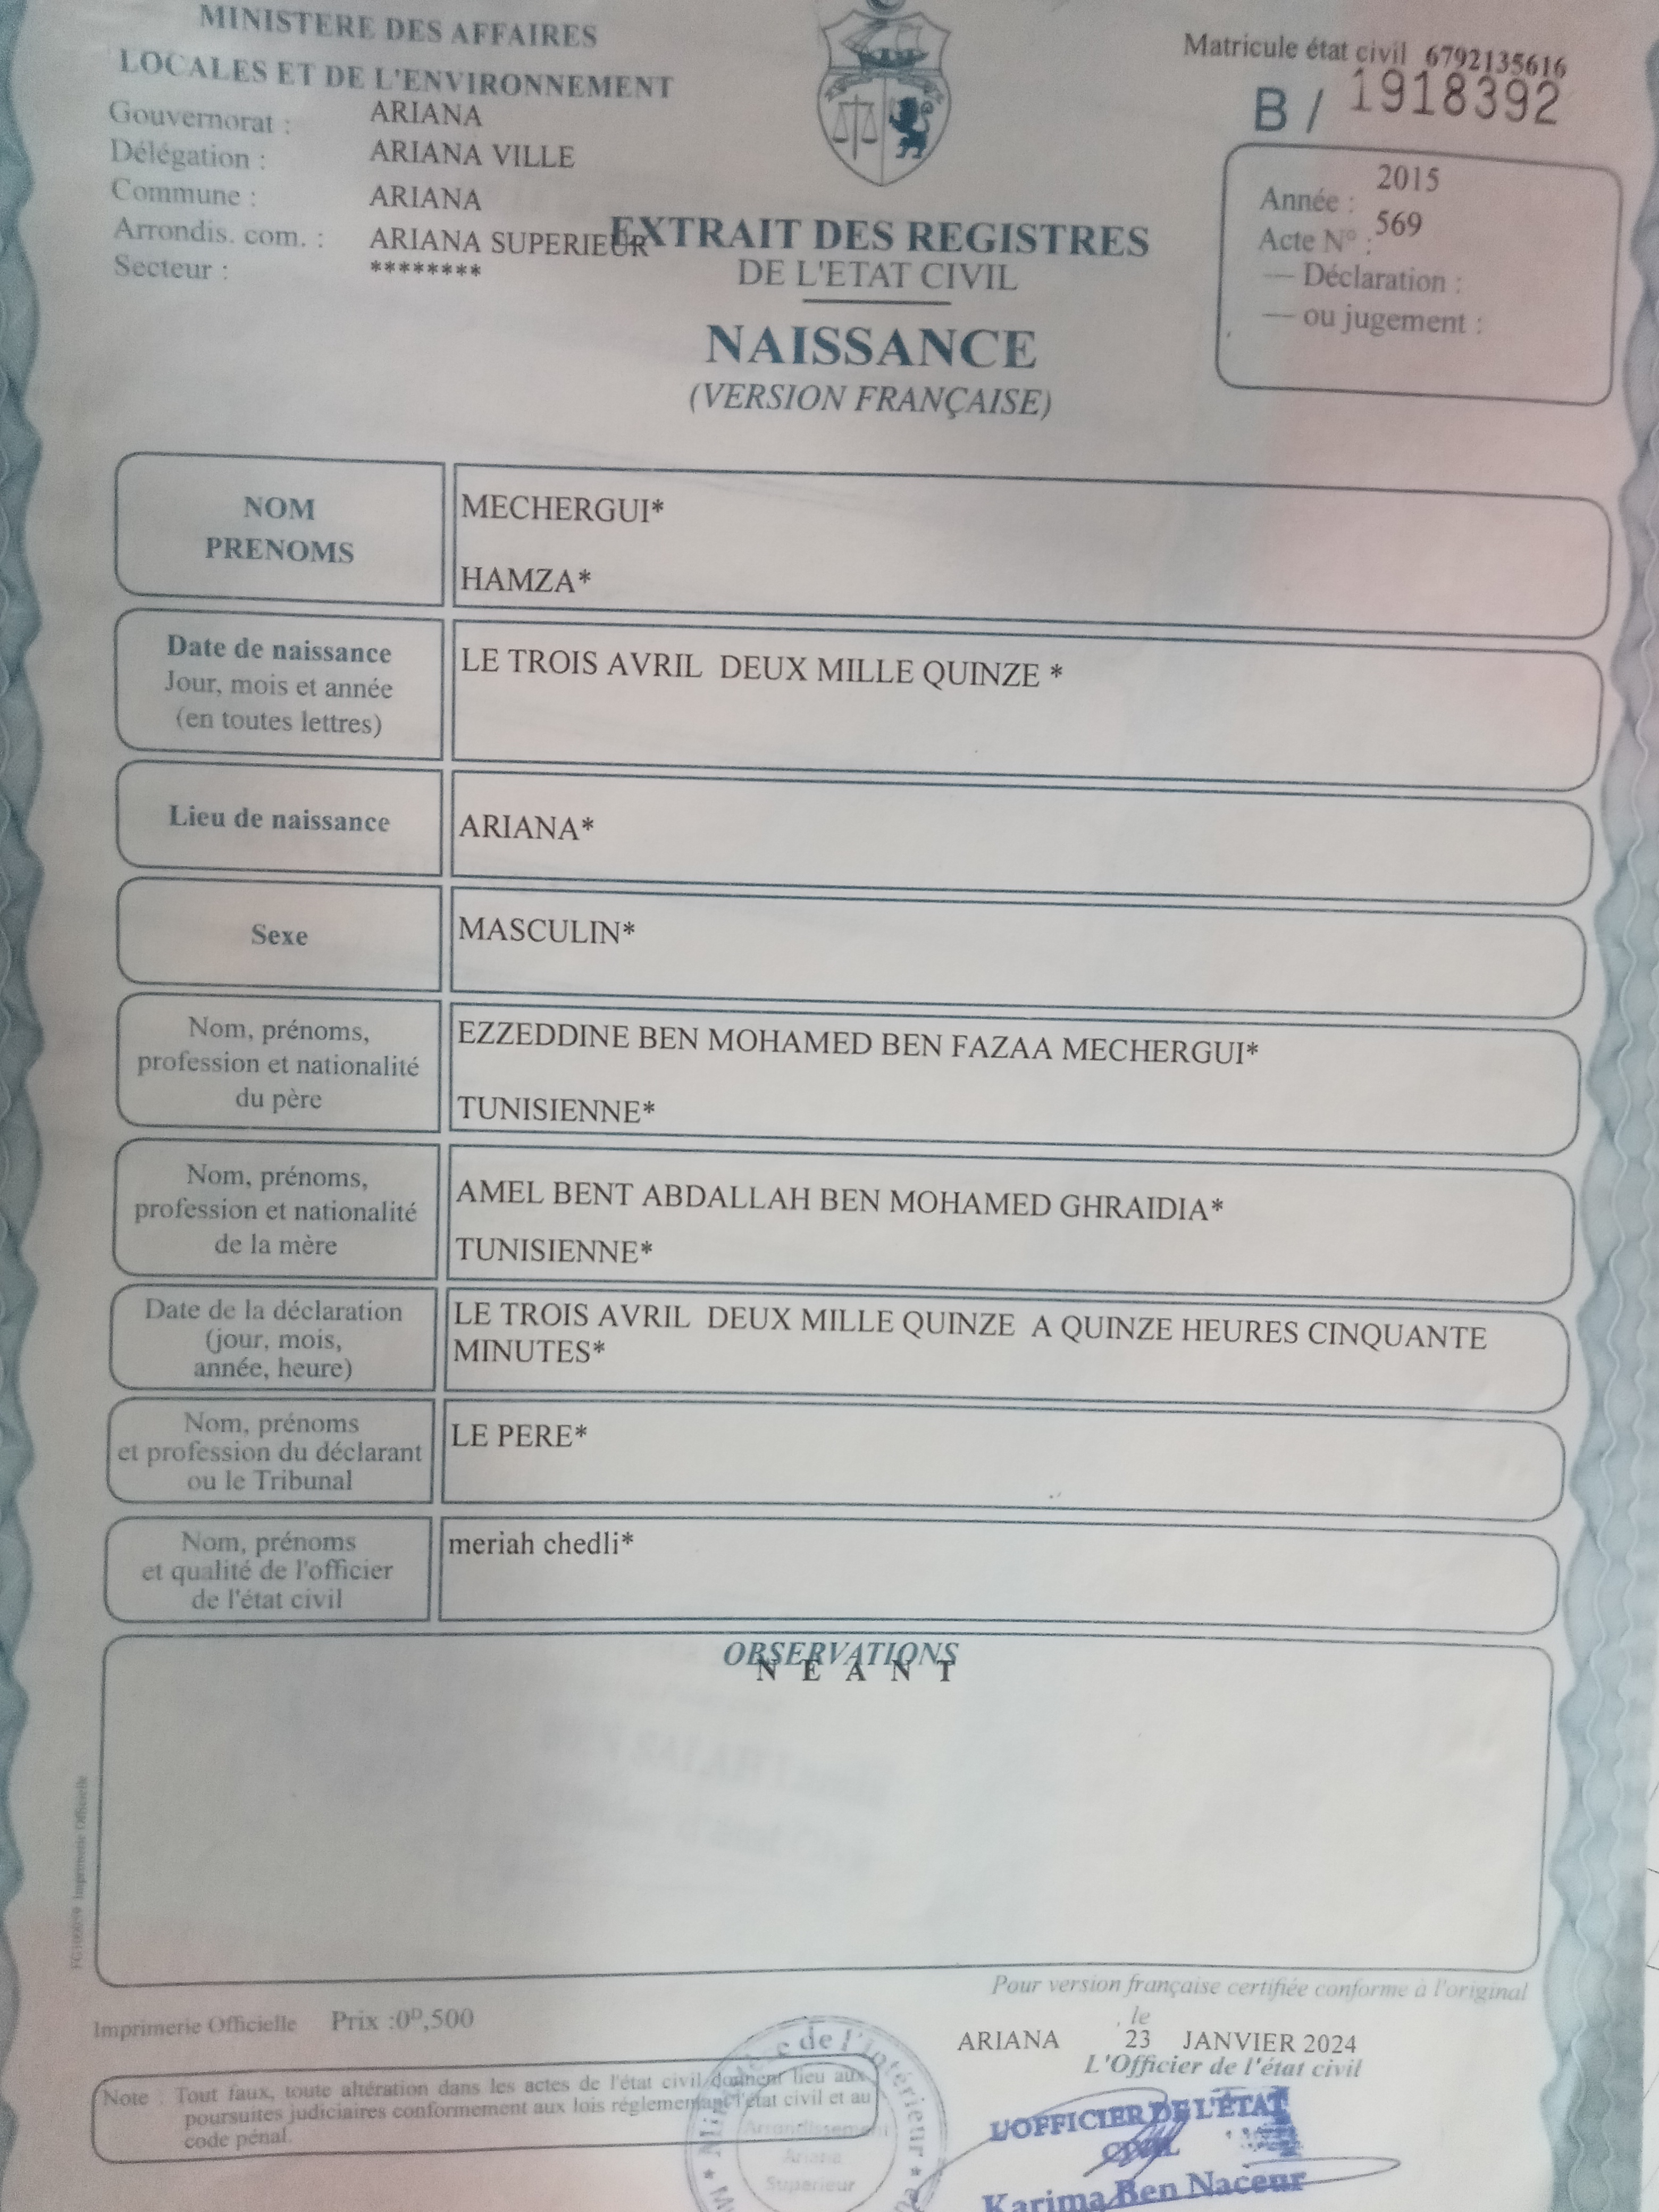 MINISTERE DES AFFAIRES
LOCALES ET DE L'ENVIRONNEMENT
Gouvernorat : ARIANA
Délégation : ARIANA VILLE
Commune : ARIANA
Arrondis. com. : ARIANA SUPERIEUR
Secteur : ********
Matricule état civil 6792135616
B / 1918392
Année : 2015
Acte N° : 569
— Déclaration :
— ou jugement :
EXTRAIT DES REGISTRES
DE L'ETAT CIVIL
NAISSANCE
(VERSION FRANÇAISE)
NOM
PRENOMS
MECHERGUI*
HAMZA*
Date de naissance
Jour, mois et année
(en toutes lettres)
LE TROIS AVRIL DEUX MILLE QUINZE *
Lieu de naissance
ARIANA*
Sexe
MASCULIN*
Nom, prénoms,
profession et nationalité
du père
EZZEDDINE BEN MOHAMED BEN FAZAA MECHERGUI*
TUNISIENNE*
Nom, prénoms,
profession et nationalité
de la mère
AMEL BENT ABDALLAH BEN MOHAMED GHRAIDIA*
TUNISIENNE*
Date de la déclaration
(jour, mois,
année, heure)
LE TROIS AVRIL DEUX MILLE QUINZE A QUINZE HEURES CINQUANTE
MINUTES*
Nom, prénoms
et profession du déclarant
ou le Tribunal
LE PERE*
Nom, prénoms
et qualité de l'officier
de l'état civil
meriah chedli*
OBSERVATIONS
N E A N T
Imprimerie Officielle
Pour version française certifiée conforme à l'original
Imprimerie Officielle Prix :0ᴰ,500
ARIANA le 23 JANVIER 2024
L'Officier de l'état civil
Note : Tout faux, toute altération dans les actes de l'état civil donnent lieu aux
poursuites judiciaires conformement aux lois réglementant l'état civil et au
code pénal.
Ministère de l'Intérieur
Arrondissement
Ariana
Superieur
L'OFFICIER DE L'ÉTAT
CIVIL
Karima Ben Naceur